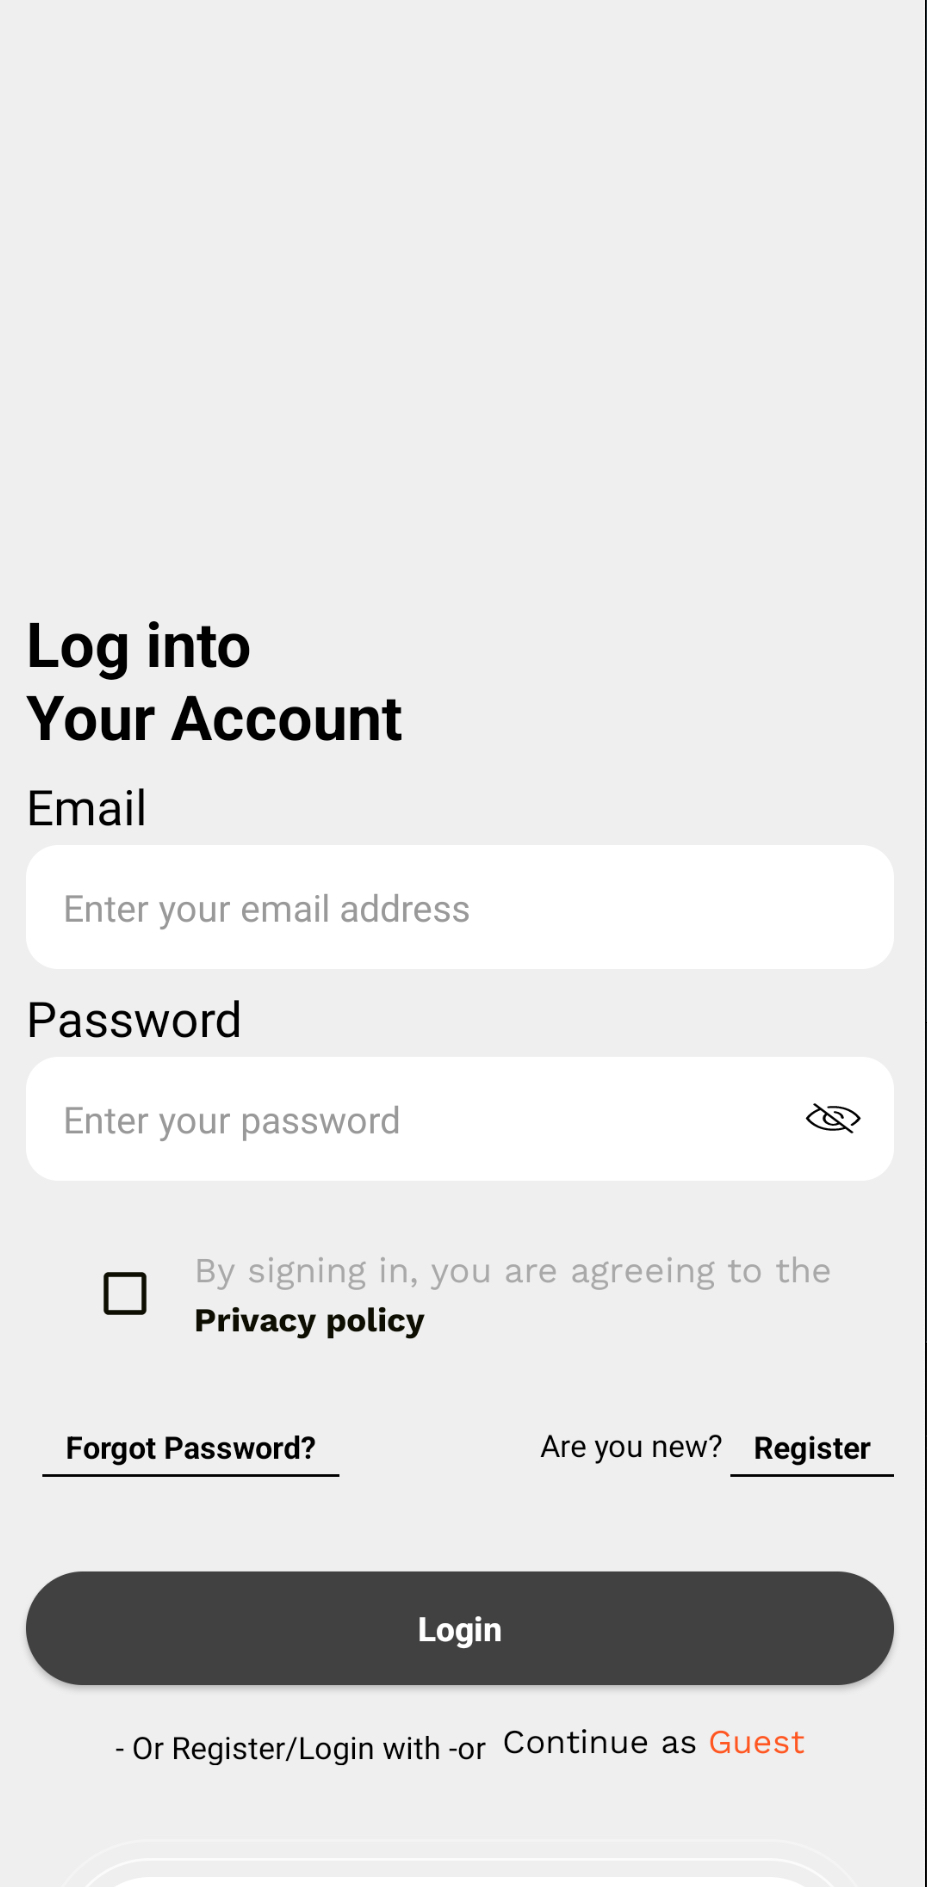 Log into
Your Account
Email
Enter your email address
Password
Enter your password
By signing in, you are agreeing to the
Privacy policy
Forgot Password?
Are you new? Register
Login
- Or Register/Login with -or Continue as Guest